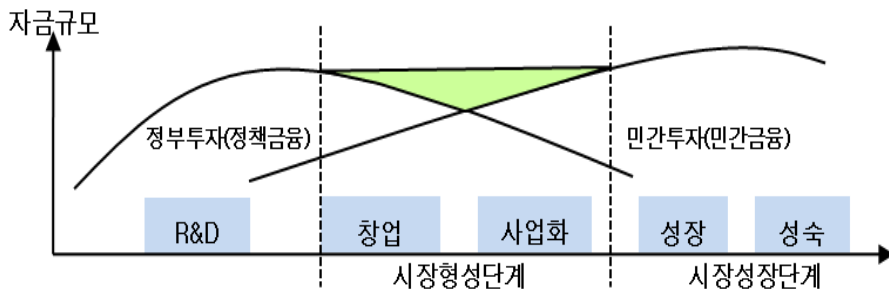 자금규모
정부투자(정책금융)
민간투자(민간금융)
R&D
창업
사업화
성장
성숙
시장형성단계
시장성장단계